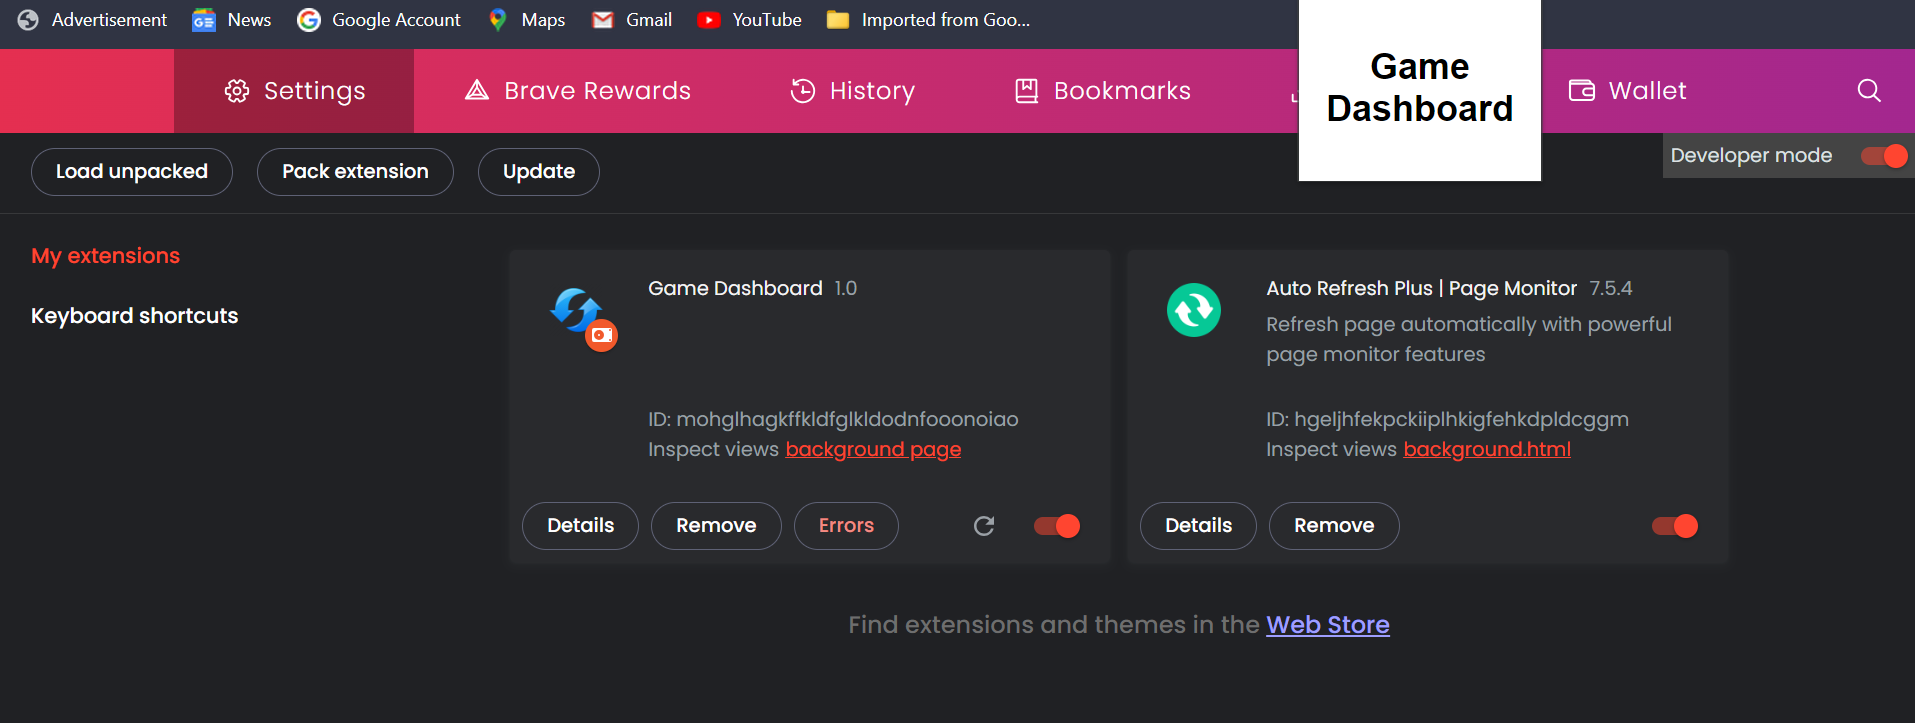 Advertisement
News
Google Account
Maps
Gmail
YouTube
Imported from Goo...
Settings
Brave Rewards
History
Bookmarks
Game
Dashboard
Wallet
Load unpacked
Pack extension
Update
Developer mode
My extensions
Keyboard shortcuts
Game Dashboard 1.0
ID: mohglhagkffkldfglkldodnfooonoiao
Inspect views background page
Details
Remove
Errors
Auto Refresh Plus | Page Monitor 7.5.4
Refresh page automatically with powerful
page monitor features
ID: hgeljhfekpckiiplhkigfehkdpldcggm
Inspect views background.html
Details
Remove
Find extensions and themes in the Web Store